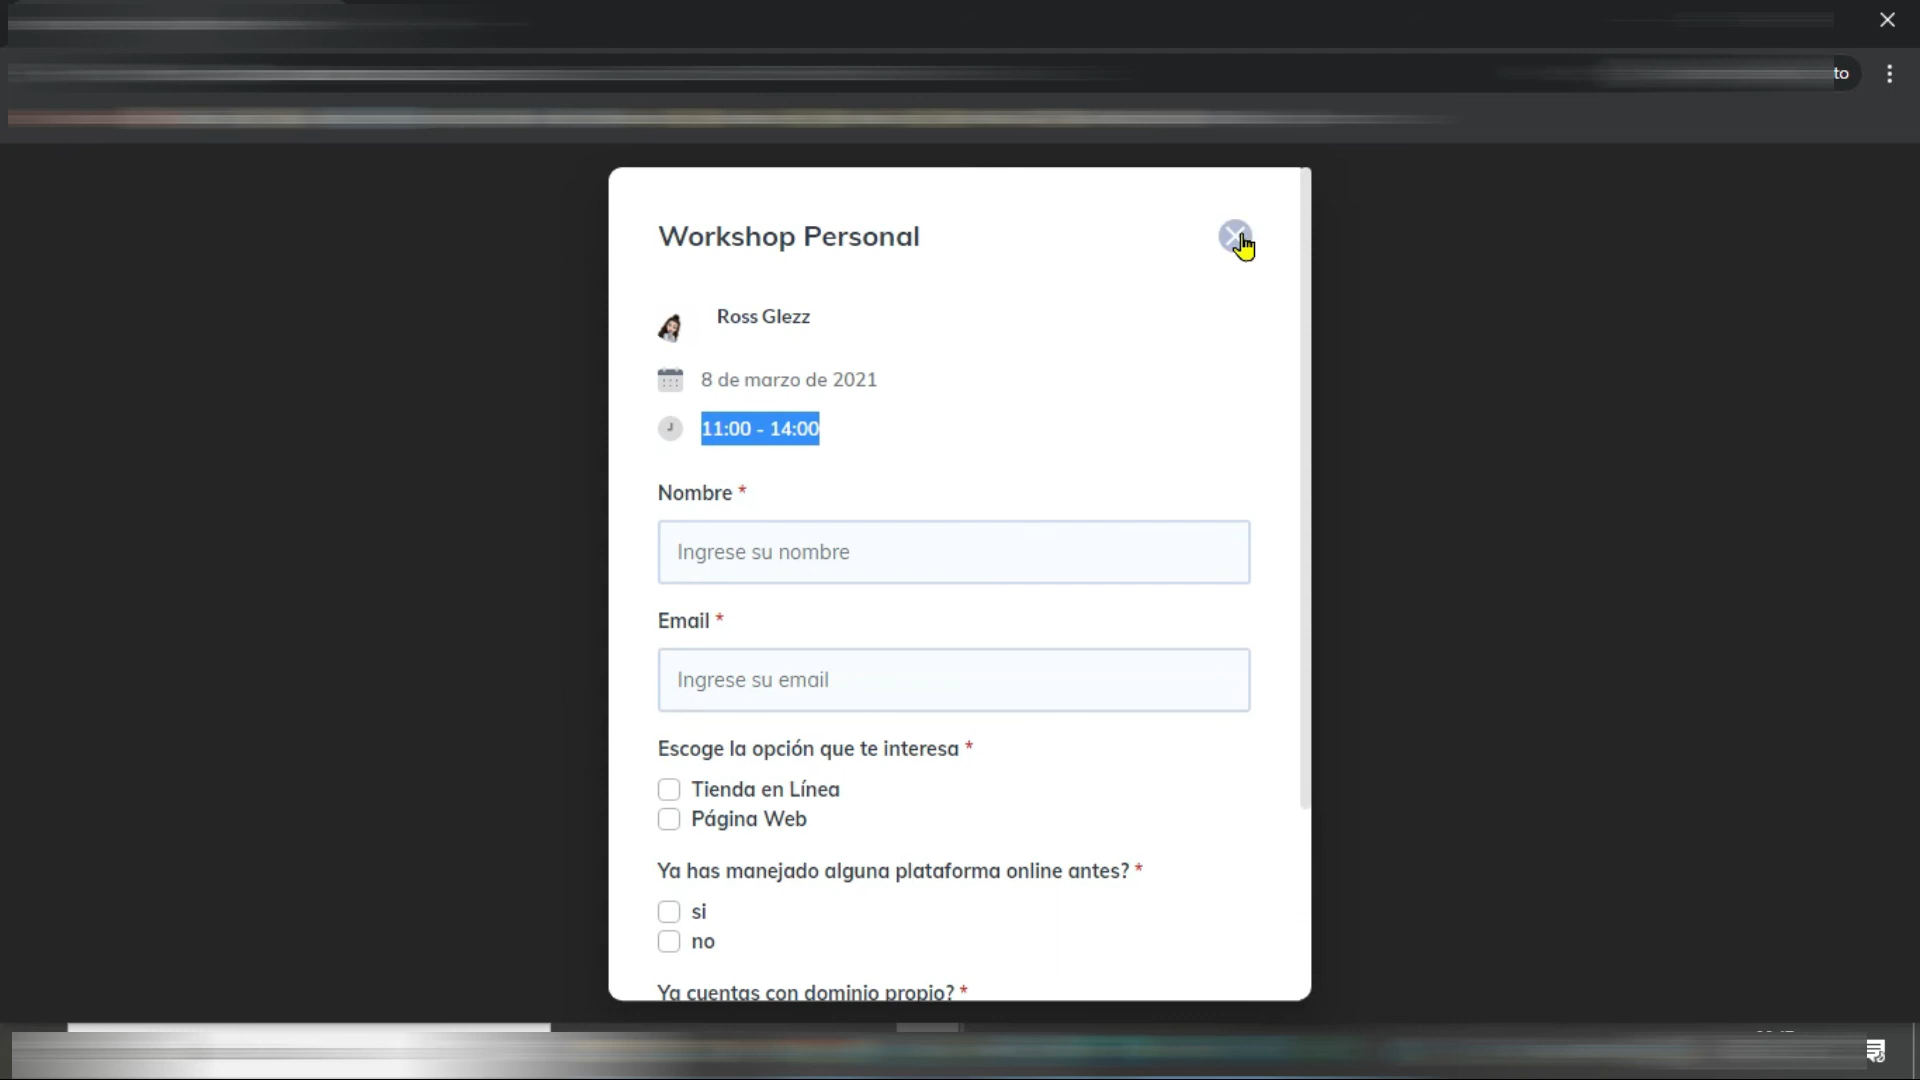 to
Workshop Personal
Ross Glezz
8 de marzo de 2021
11:00 - 14:00
Nombre *
Ingrese su nombre
Email *
Ingrese su email
Escoge la opción que te interesa *
Tienda en Línea
Página Web
Ya has manejado alguna plataforma online antes? *
si
no
Ya cuentas con dominio propio? *